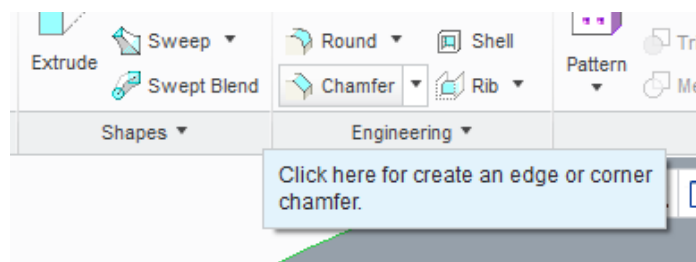 Extrude
Sweep
Swept Blend
Shapes
Round
Shell
Chamfer
Rib
Engineering
Pattern
Click here for create an edge or corner
chamfer.